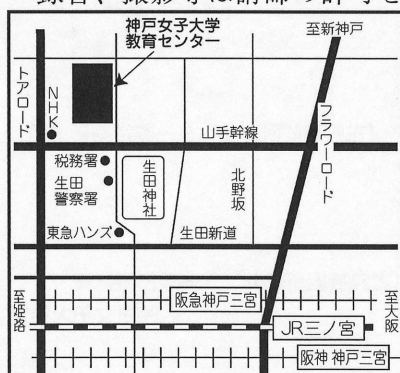 神戸女子大学
教育センター
至新神戸
トアロード
NHK
フラワーロード
山手幹線
税務署
生田
警察署
生田神社
北野坂
東急ハンズ
生田新道
至姫路
阪急神戸三宮
至大阪
JR三ノ宮
阪神 神戸三宮